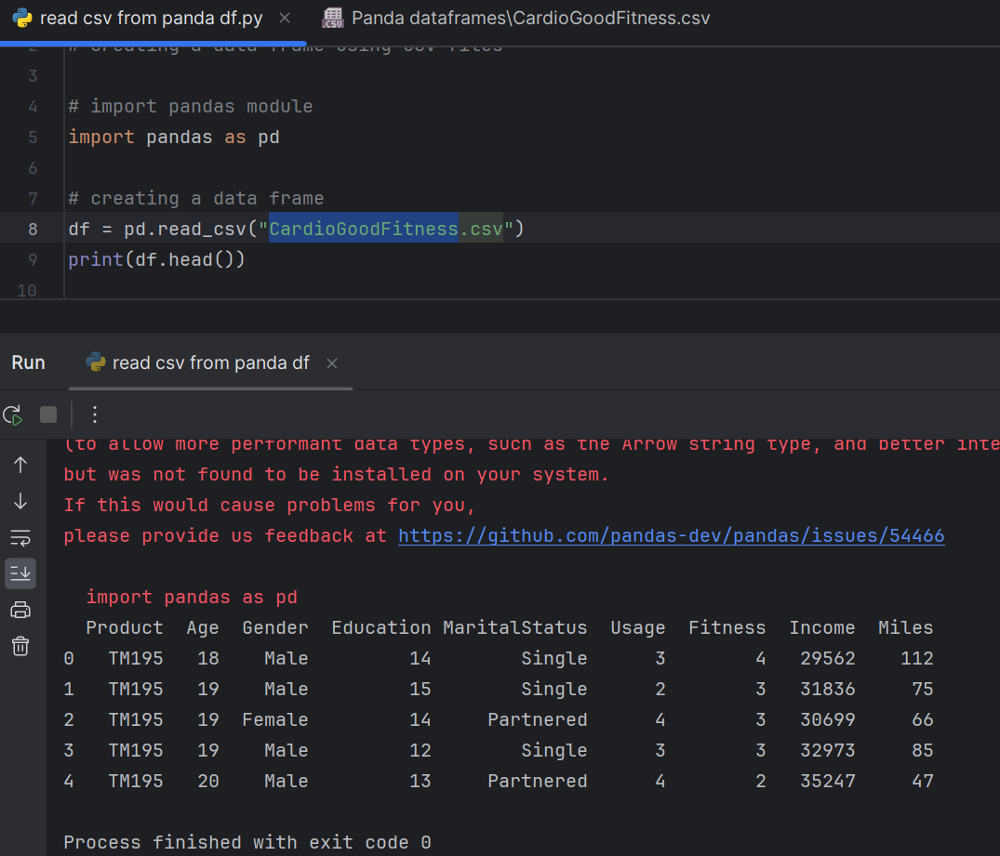 read csv from panda df.py
CSV Panda dataframes\CardioGoodFitness.csv
2 # Creating a data frame using CSV files
3
4 # import pandas module
5 import pandas as pd
6
7 # creating a data frame
8 df = pd.read_csv("CardioGoodFitness.csv")
9 print(df.head())
10
Run read csv from panda df
(to allow more performant data types, such as the Arrow string type, and better
but was not found to be installed on your system.
If this would cause problems for you,
please provide us feedback at https://github.com/pandas-dev/pandas/issues/54466
import pandas as pd
Product Age Gender Education MaritalStatus Usage Fitness Income Miles
0 TM195 18 Male 14 Single 3 4 29562 112
1 TM195 19 Male 15 Single 2 3 31836 75
2 TM195 19 Female 14 Partnered 4 3 30699 66
3 TM195 19 Male 12 Single 3 3 32973 85
4 TM195 20 Male 13 Partnered 4 2 35247 47
Process finished with exit code 0